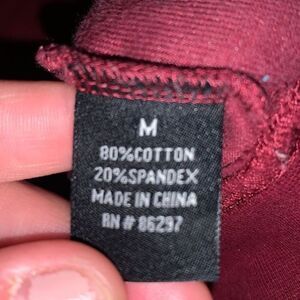 M
80%COTTON
20%SPANDEX
MADE IN CHINA
RN # 86297